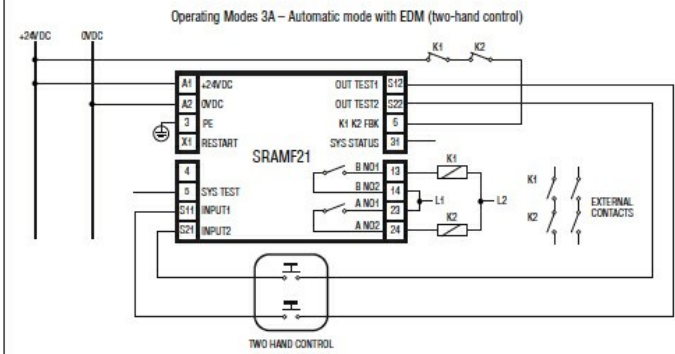 Operating Modes 3A – Automatic mode with EDM (two-hand control)
+24VDC 0VDC
K1 K2
A1 +24VDC OUT TEST1 S12
A2 0VDC OUT TEST2 S22
3 PE K1 K2 FBK 6
X1 RESTART SYS STATUS 31
SRAMF21
4 B NO1 13 K1
5 SYS TEST B NO2 14
S11 INPUT1 A NO1 23
S21 INPUT2 A NO2 24 K2
L1 L2
K1
K2
EXTERNAL
CONTACTS
TWO HAND CONTROL